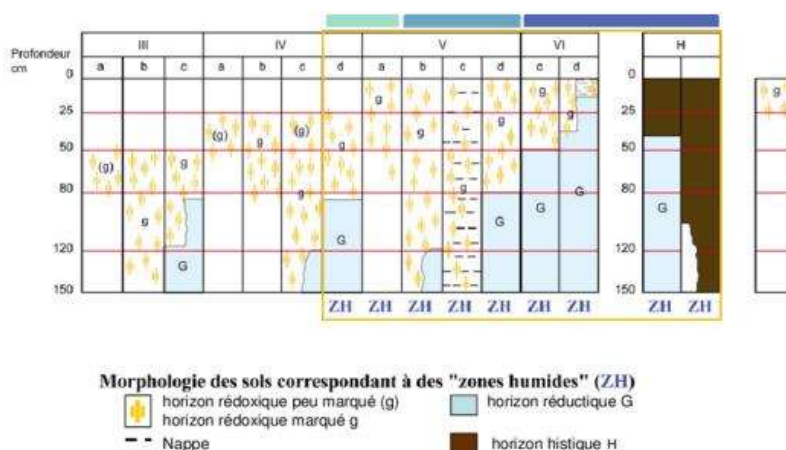 III IV V VI H
Profondeur
cm
a b c a b c d a b c d c d
0 0
25 25
50 50
80 80
120 120
150 150
(g) g g G (g) g (g) g g G g g g g G g G g G G g
ZH ZH ZH ZH ZH ZH ZH ZH ZH
Morphologie des sols correspondant à des "zones humides" (ZH)
horizon rédoxique peu marqué (g) horizon réductique G
horizon rédoxique marqué g
Nappe horizon histique H